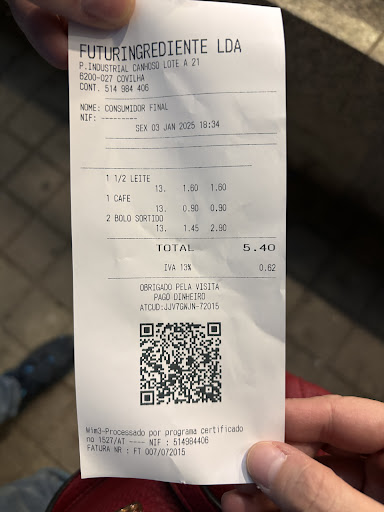 FUTURINGREDIENTE LDA
P.INDUSTRIAL CANHOSO LOTE A 21
6200-027 COVILHA
CONT. 514 984 406
NOME: CONSUMIDOR FINAL
NIF: ---------
SEX 03 JAN 2025 18:34
1 1/2 LEITE
13. 1.60 1.60
1 CAFE
13. 0.90 0.90
2 BOLO SORTIDO
13. 1.45 2.90
TOTAL 5.40
IVA 13% 0.62
OBRIGADO PELA VISITA
PAGO DINHEIRO
ATCUD:JJV7GWJN-72015
Wim3-Processado por programa certificado
no 1527/AT ---- NIF : 514984406
FATURA NR : FT 007/072015